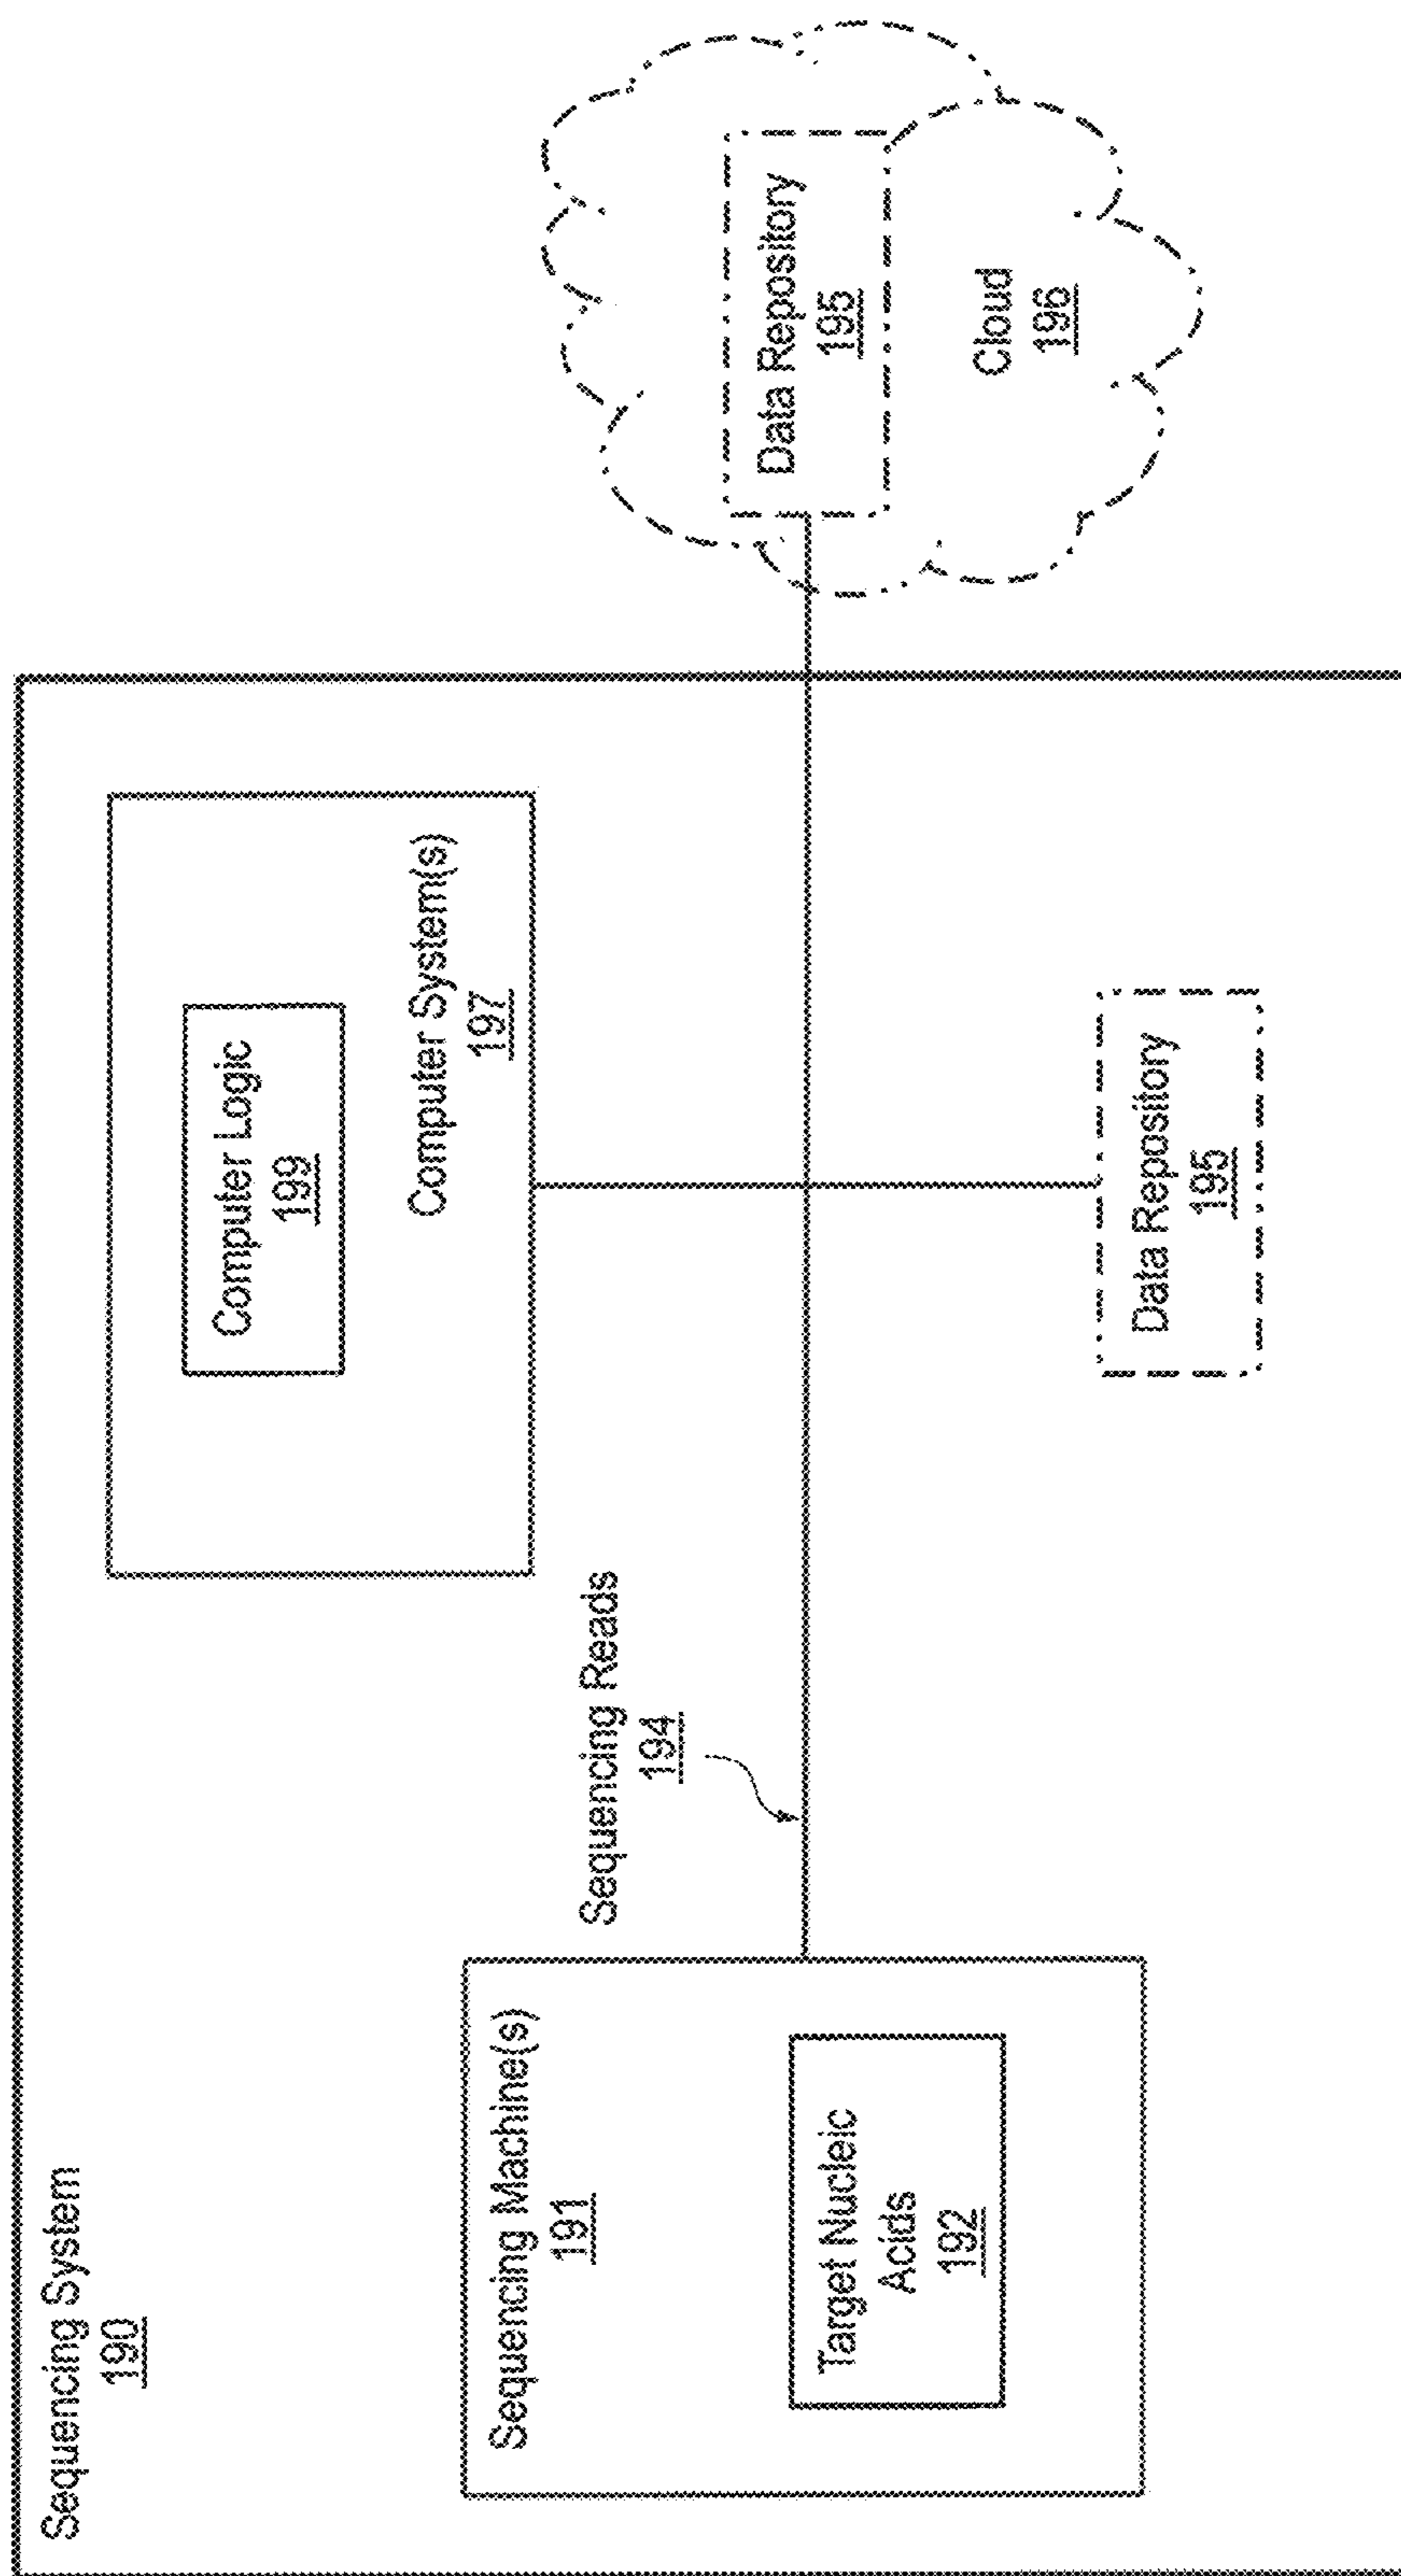 Sequencing System
190
Sequencing Machine(s)
191
Target Nucleic
Acids
192
Sequencing Reads
194
Computer Logic
199
Computer System(s)
197
Data Repository
195
Data Repository
195
Cloud
196